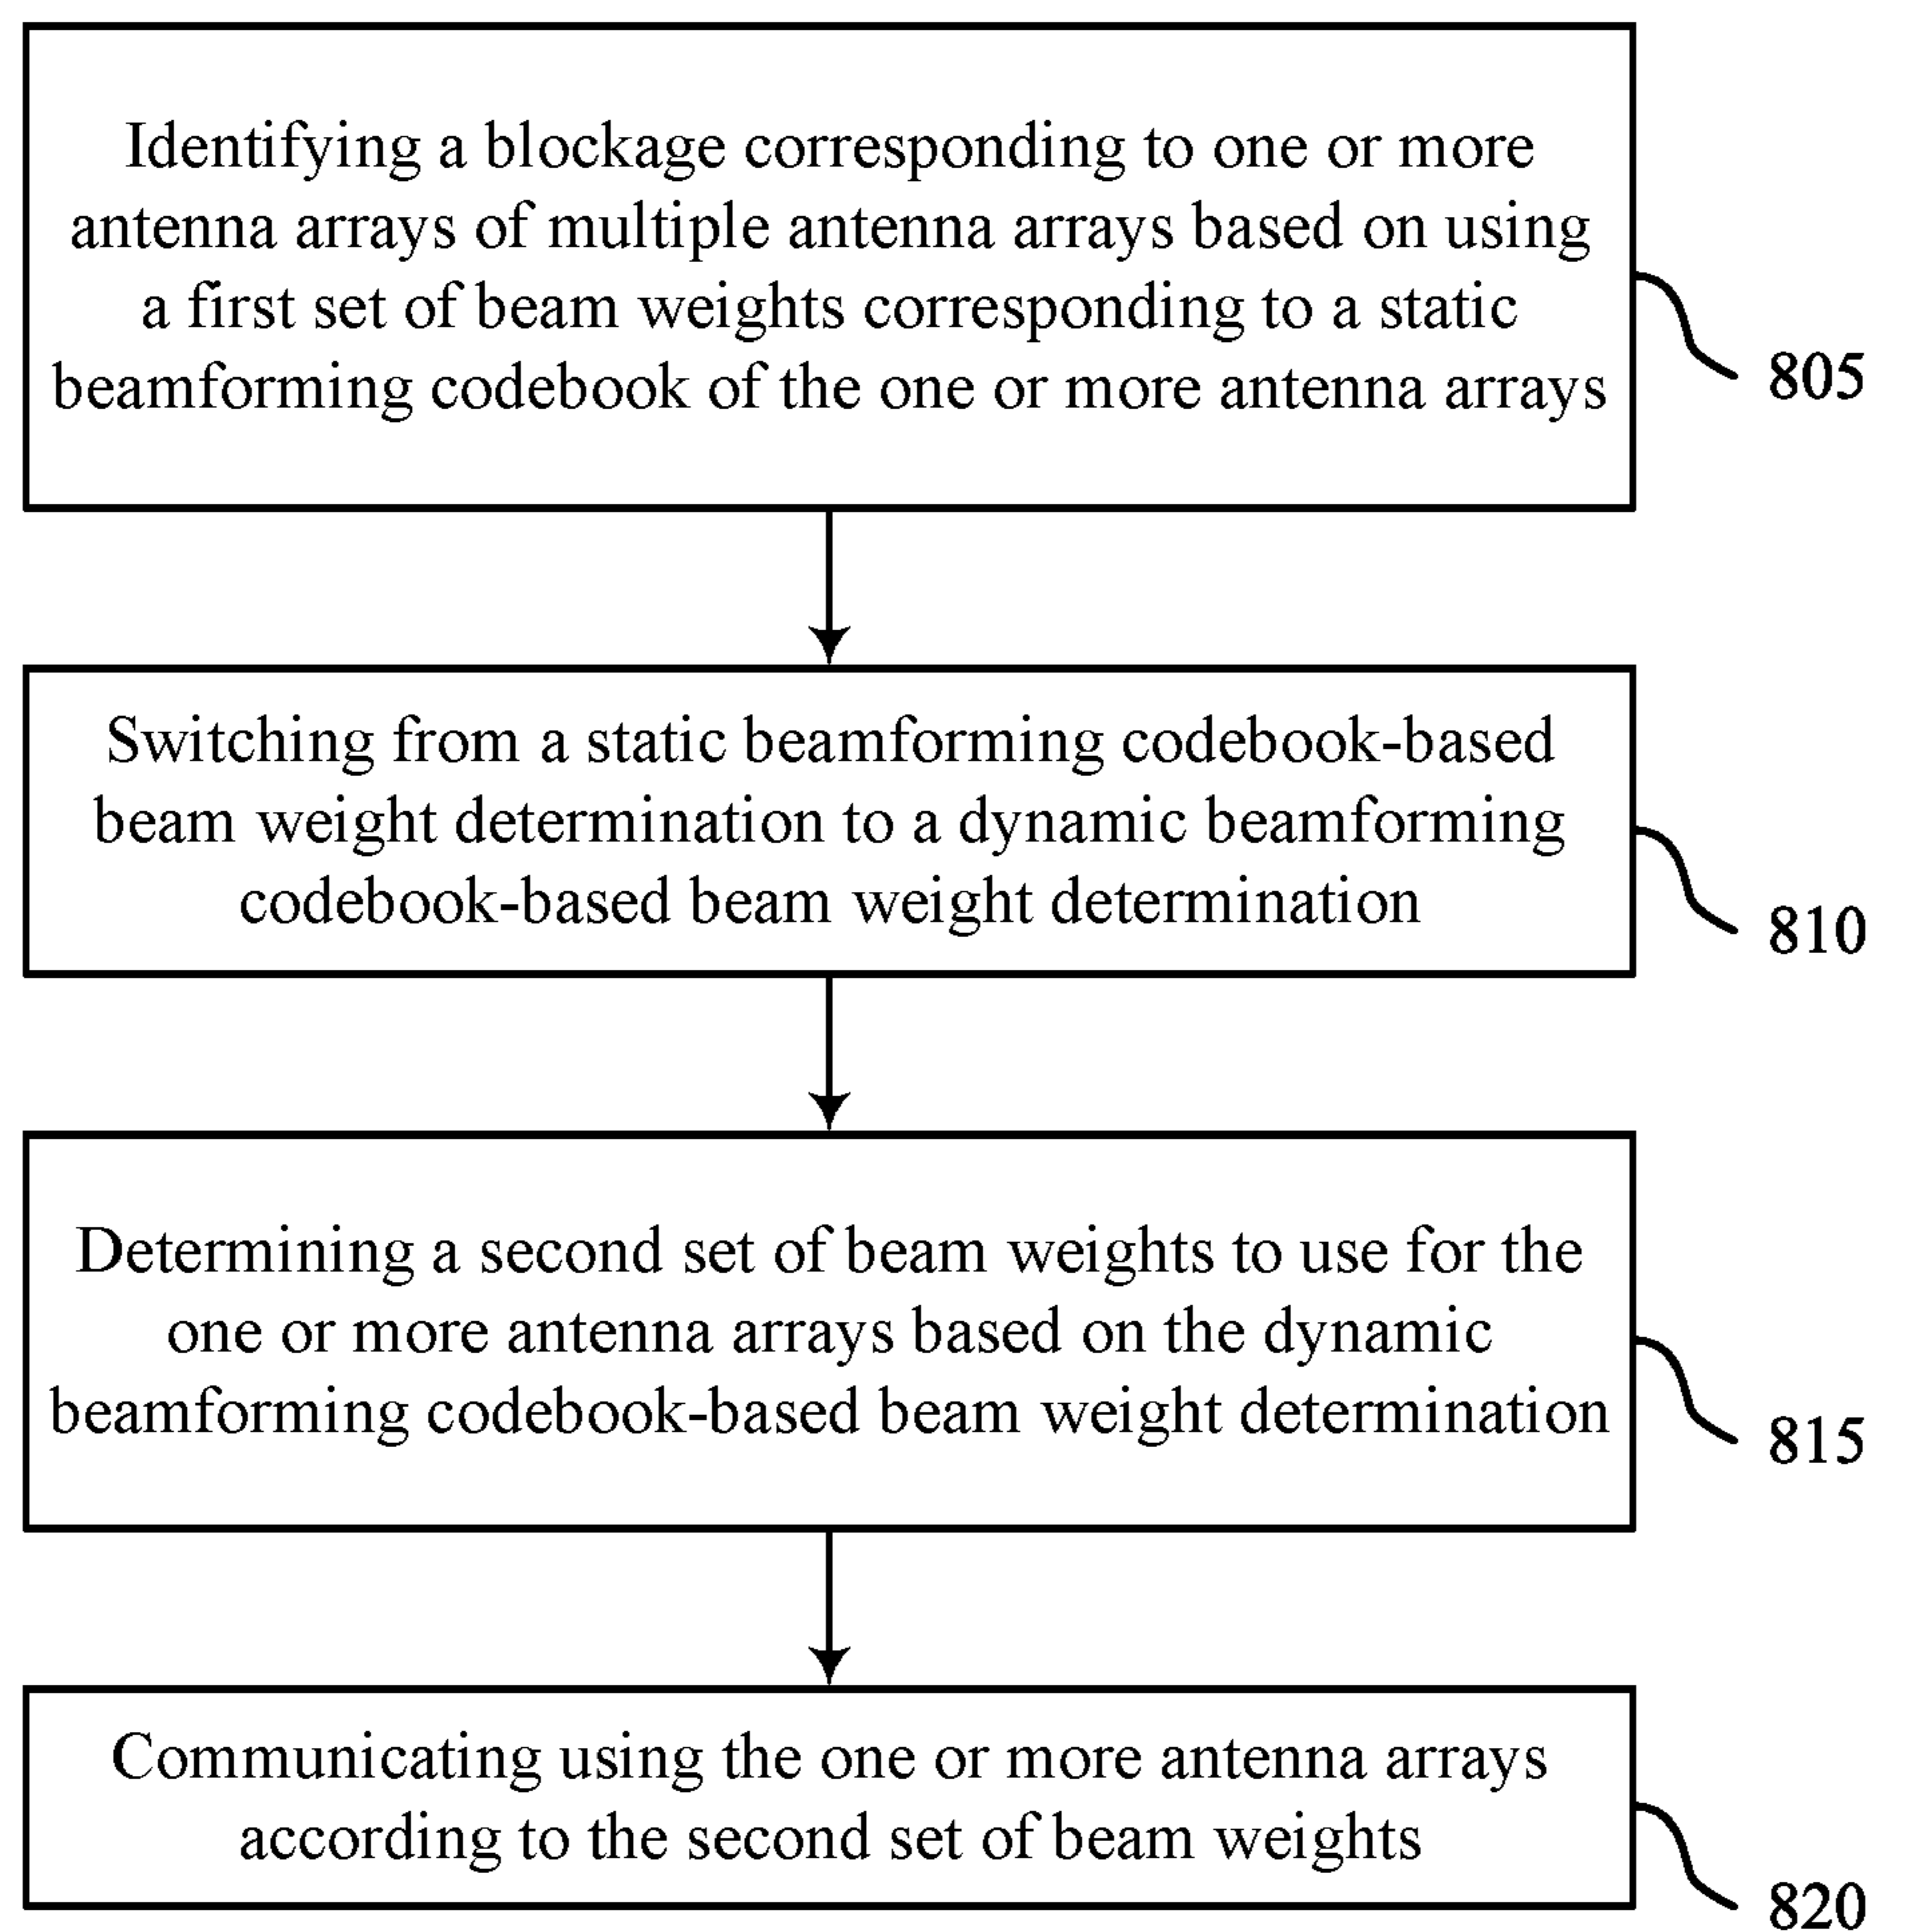 Identifying a blockage corresponding to one or more
antenna arrays of multiple antenna arrays based on using
a first set of beam weights corresponding to a static
beamforming codebook of the one or more antenna arrays
805
Switching from a static beamforming codebook-based
beam weight determination to a dynamic beamforming
codebook-based beam weight determination
810
Determining a second set of beam weights to use for the
one or more antenna arrays based on the dynamic
beamforming codebook-based beam weight determination
815
Communicating using the one or more antenna arrays
according to the second set of beam weights
820